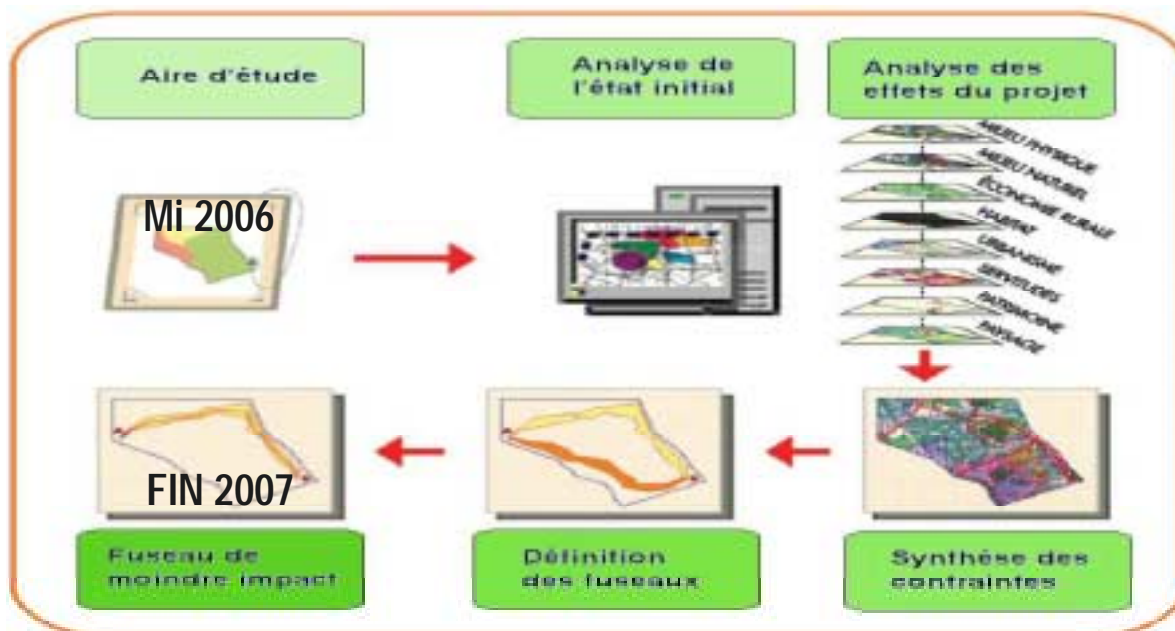 Aire d'étude
Analyse de
l'état initial
Analyse des
effets du projet
Mi 2006
MILIEU PHYSIQUE
MILIEU NATUREL
ÉCONOMIE RURALE
HABITAT
URBANISME
SERVITUDES
PATRIMOINE
PAYSAGE
FIN 2007
Fuseau de
moindre impact
Définition
des fuseaux
Synthèse des
contraintes